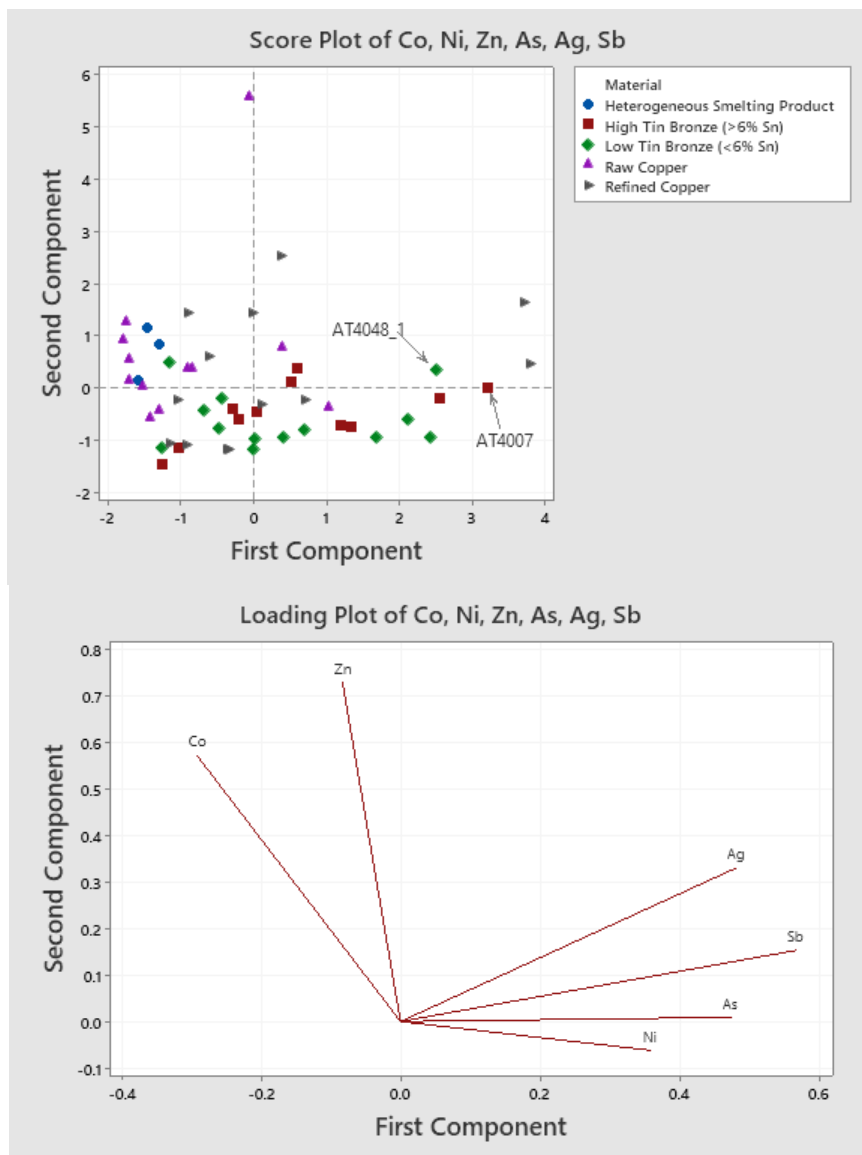 Score Plot of Co, Ni, Zn, As, Ag, Sb
Material
Heterogeneous Smelting Product
High Tin Bronze (>6% Sn)
Low Tin Bronze (<6% Sn)
Raw Copper
Refined Copper
Second Component
6
5
4
3
2
1
0
-1
-2
AT4048_1
AT4007
-2 -1 0 1 2 3 4
First Component
Loading Plot of Co, Ni, Zn, As, Ag, Sb
Second Component
0.8
0.7
0.6
0.5
0.4
0.3
0.2
0.1
0.0
-0.1
Zn
Co
Ag
Sb
As
Ni
-0.4 -0.2 0.0 0.2 0.4 0.6
First Component